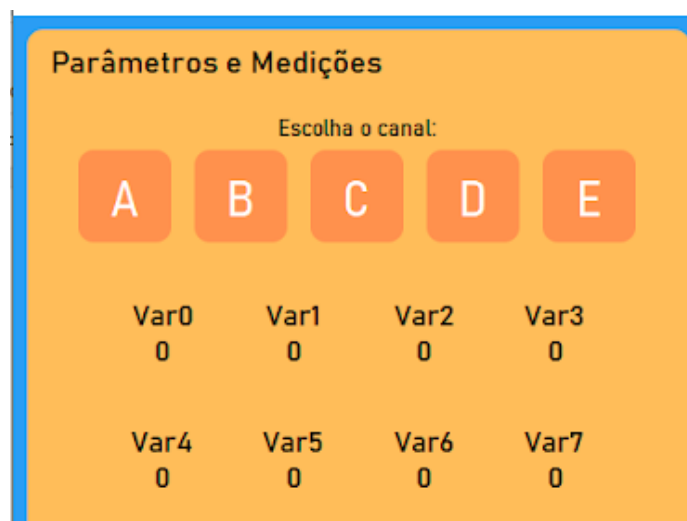 Parâmetros e Medições
Escolha o canal:
A B C D E
Var0 Var1 Var2 Var3
0 0 0 0
Var4 Var5 Var6 Var7
0 0 0 0